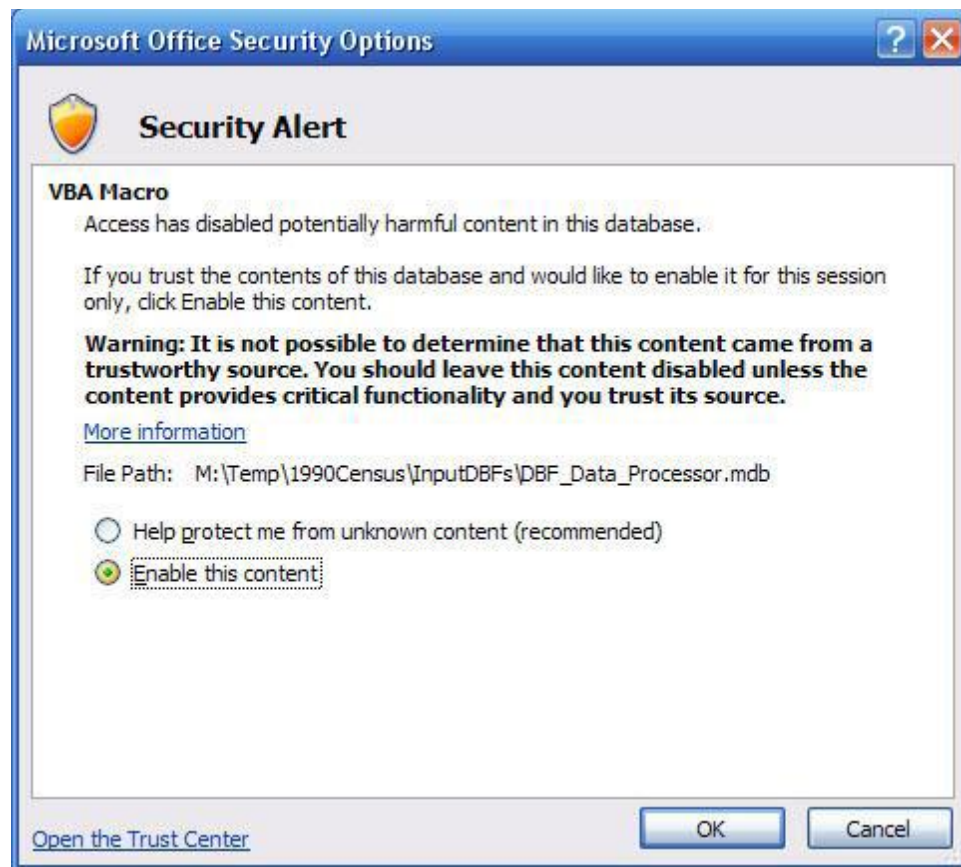 Microsoft Office Security Options
Security Alert
VBA Macro
Access has disabled potentially harmful content in this database.
If you trust the contents of this database and would like to enable it for this session
only, click Enable this content.
Warning: It is not possible to determine that this content came from a
trustworthy source. You should leave this content disabled unless the
content provides critical functionality and you trust its source.
More information
File Path: M:\Temp\1990Census\InputDBFs\DBF_Data_Processor.mdb
Help protect me from unknown content (recommended)
Enable this content
Open the Trust Center
OK
Cancel